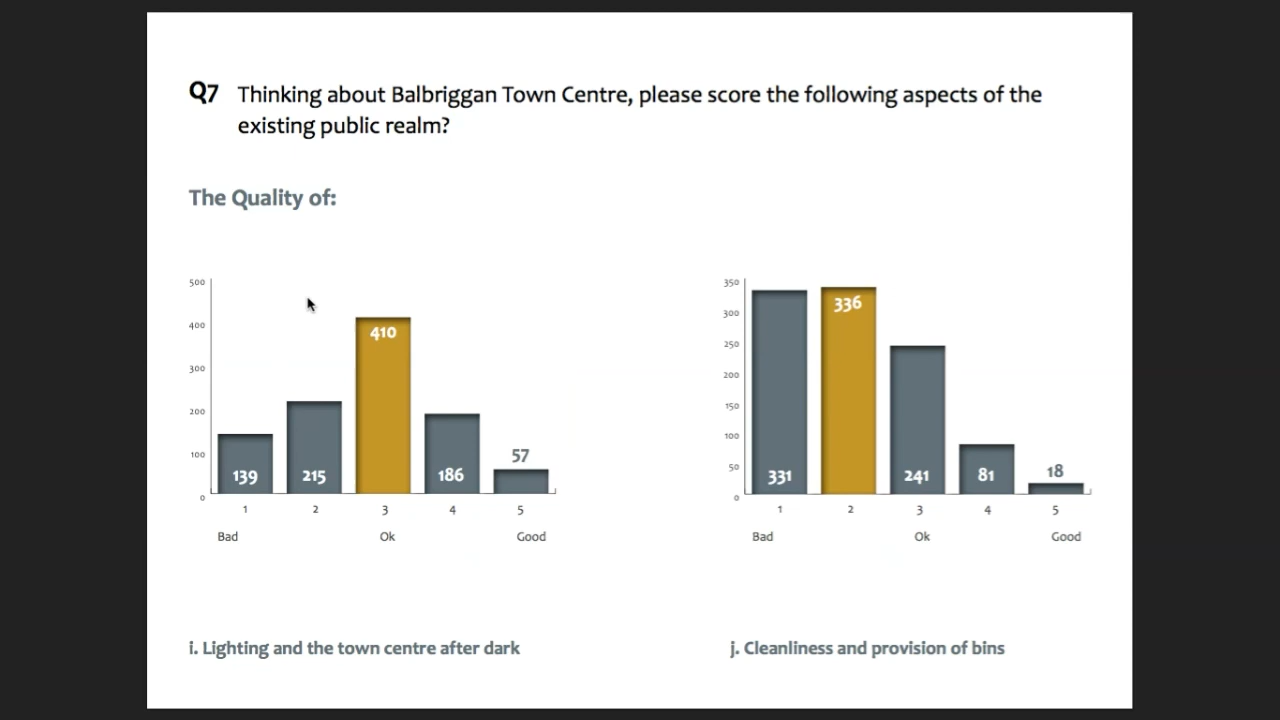 Q7 Thinking about Balbriggan Town Centre, please score the following aspects of the
existing public realm?
The Quality of:
500
400
300
200
100
0
410
139
215
186
57
1 2 3 4 5
Bad Ok Good
i. Lighting and the town centre after dark
350
300
250
200
150
100
50
0
336
331
241
81
18
1 2 3 4 5
Bad Ok Good
j. Cleanliness and provision of bins